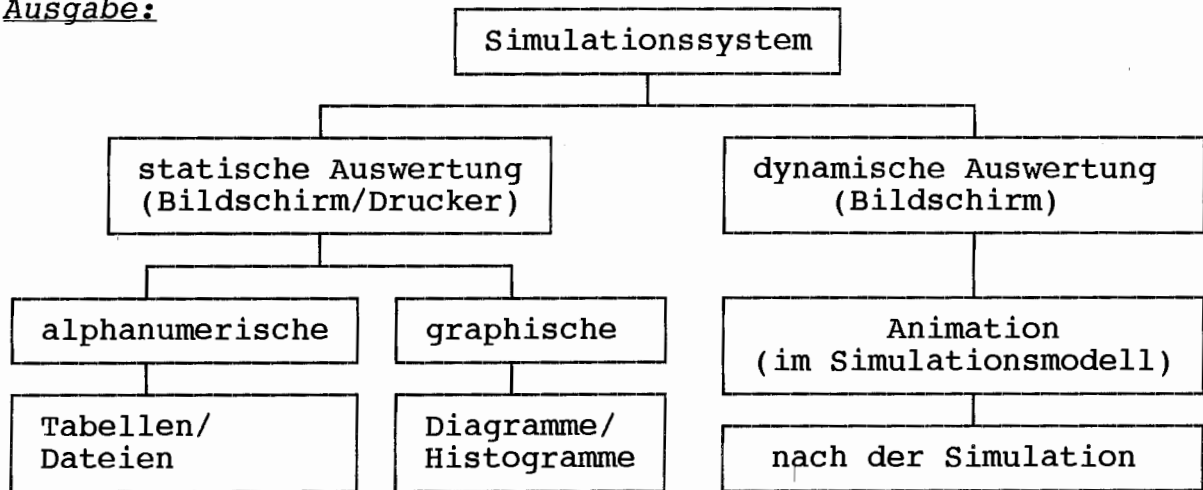 Ausgabe:
Simulationssystem
statische Auswertung
(Bildschirm/Drucker)
dynamische Auswertung
(Bildschirm)
alphanumerische
graphische
Animation
(im Simulationsmodell)
Tabellen/
Dateien
Diagramme/
Histogramme
nach der Simulation